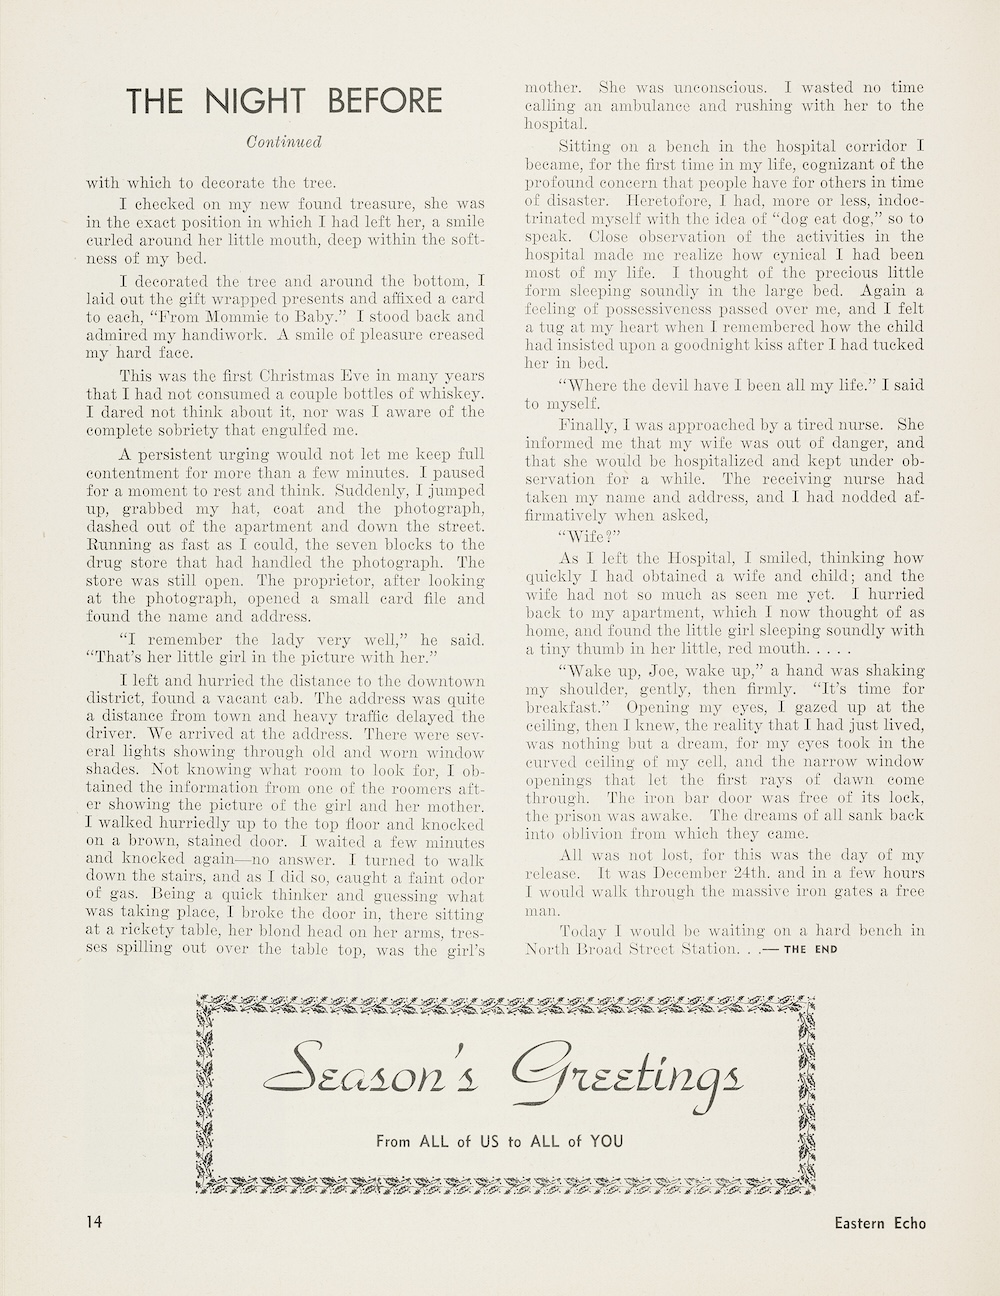 THE NIGHT BEFORE
Continued
with which to decorate the tree.
I checked on my new found treasure, she was
in the exact position in which I had left her, a smile
curled around her little mouth, deep within the soft-
ness of my bed.
I decorated the tree and around the bottom, I
laid out the gift wrapped presents and affixed a card
to each, "From Mommie to Baby." I stood back and
admired my handiwork. A smile of pleasure creased
my hard face.
This was the first Christmas Eve in many years
that I had not consumed a couple bottles of whiskey.
I dared not think about it, nor was I aware of the
complete sobriety that engulfed me.
A persistent urging would not let me keep full
contentment for more than a few minutes. I paused
for a moment to rest and think. Suddenly, I jumped
up, grabbed my hat, coat and the photograph,
dashed out of the apartment and down the street.
Running as fast as I could, the seven blocks to the
drug store that had handled the photograph. The
store was still open. The proprietor, after looking
at the photograph, opened a small card file and
found the name and address.
"I remember the lady very well," he said.
"That's her little girl in the picture with her."
I left and hurried the distance to the downtown
district, found a vacant cab. The address was quite
a distance from town and heavy traffic delayed the
driver. We arrived at the address. There were sev-
eral lights showing through old and worn window
shades. Not knowing what room to look for, I ob-
tained the information from one of the roomers aft-
er showing the picture of the girl and her mother.
I walked hurriedly up to the top floor and knocked
on a brown, stained door. I waited a few minutes
and knocked again—no answer. I turned to walk
down the stairs, and as I did so, caught a faint odor
of gas. Being a quick thinker and guessing what
was taking place, I broke the door in, there sitting
at a rickety table, her blond head on her arms, tres-
ses spilling out over the table top, was the girl's
mother. She was unconscious. I wasted no time
calling an ambulance and rushing with her to the
hospital.
Sitting on a bench in the hospital corridor I
became, for the first time in my life, cognizant of the
profound concern that people have for others in time
of disaster. Heretofore, I had, more or less, indoc-
trinated myself with the idea of "dog eat dog," so to
speak. Close observation of the activities in the
hospital made me realize how cynical I had been
most of my life. I thought of the precious little
form sleeping soundly in the large bed. Again a
feeling of possessiveness passed over me, and I felt
a tug at my heart when I remembered how the child
had insisted upon a goodnight kiss after I had tucked
her in bed.
"Where the devil have I been all my life." I said
to myself.
Finally, I was approached by a tired nurse. She
informed me that my wife was out of danger, and
that she would be hospitalized and kept under ob-
servation for a while. The receiving nurse had
taken my name and address, and I had nodded af-
firmatively when asked,
"Wife?"
As I left the Hospital, I smiled, thinking how
quickly I had obtained a wife and child; and the
wife had not so much as seen me yet. I hurried
back to my apartment, which I now thought of as
home, and found the little girl sleeping soundly with
a tiny thumb in her little, red mouth. . . . .
"Wake up, Joe, wake up," a hand was shaking
my shoulder, gently, then firmly. "It's time for
breakfast." Opening my eyes, I gazed up at the
ceiling, then I knew, the reality that I had just lived,
was nothing but a dream, for my eyes took in the
curved ceiling of my cell, and the narrow window
openings that let the first rays of dawn come
through. The iron bar door was free of its lock,
the prison was awake. The dreams of all sank back
into oblivion from which they came.
All was not lost, for this was the day of my
release. It was December 24th. and in a few hours
I would walk through the massive iron gates a free
man.
Today I would be waiting on a hard bench in
North Broad Street Station. . .— THE END
Season's Greetings
From ALL of US to ALL of YOU
14
Eastern Echo